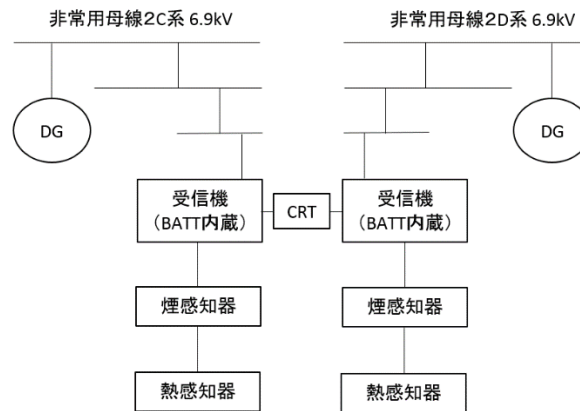 非常用母線2C系 6.9kV
非常用母線2D系 6.9kV
DG
DG
受信機
（BATT内蔵）
CRT
受信機
（BATT内蔵）
煙感知器
煙感知器
熱感知器
熱感知器